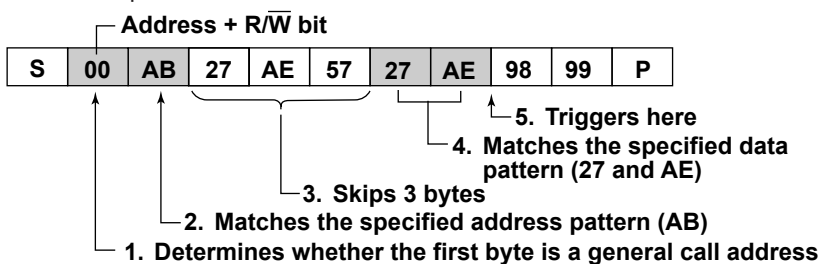 Address + R/W̅ bit
S 00 AB 27 AE 57 27 AE 98 99 P
5. Triggers here
4. Matches the specified data
pattern (27 and AE)
3. Skips 3 bytes
2. Matches the specified address pattern (AB)
1. Determines whether the first byte is a general call address